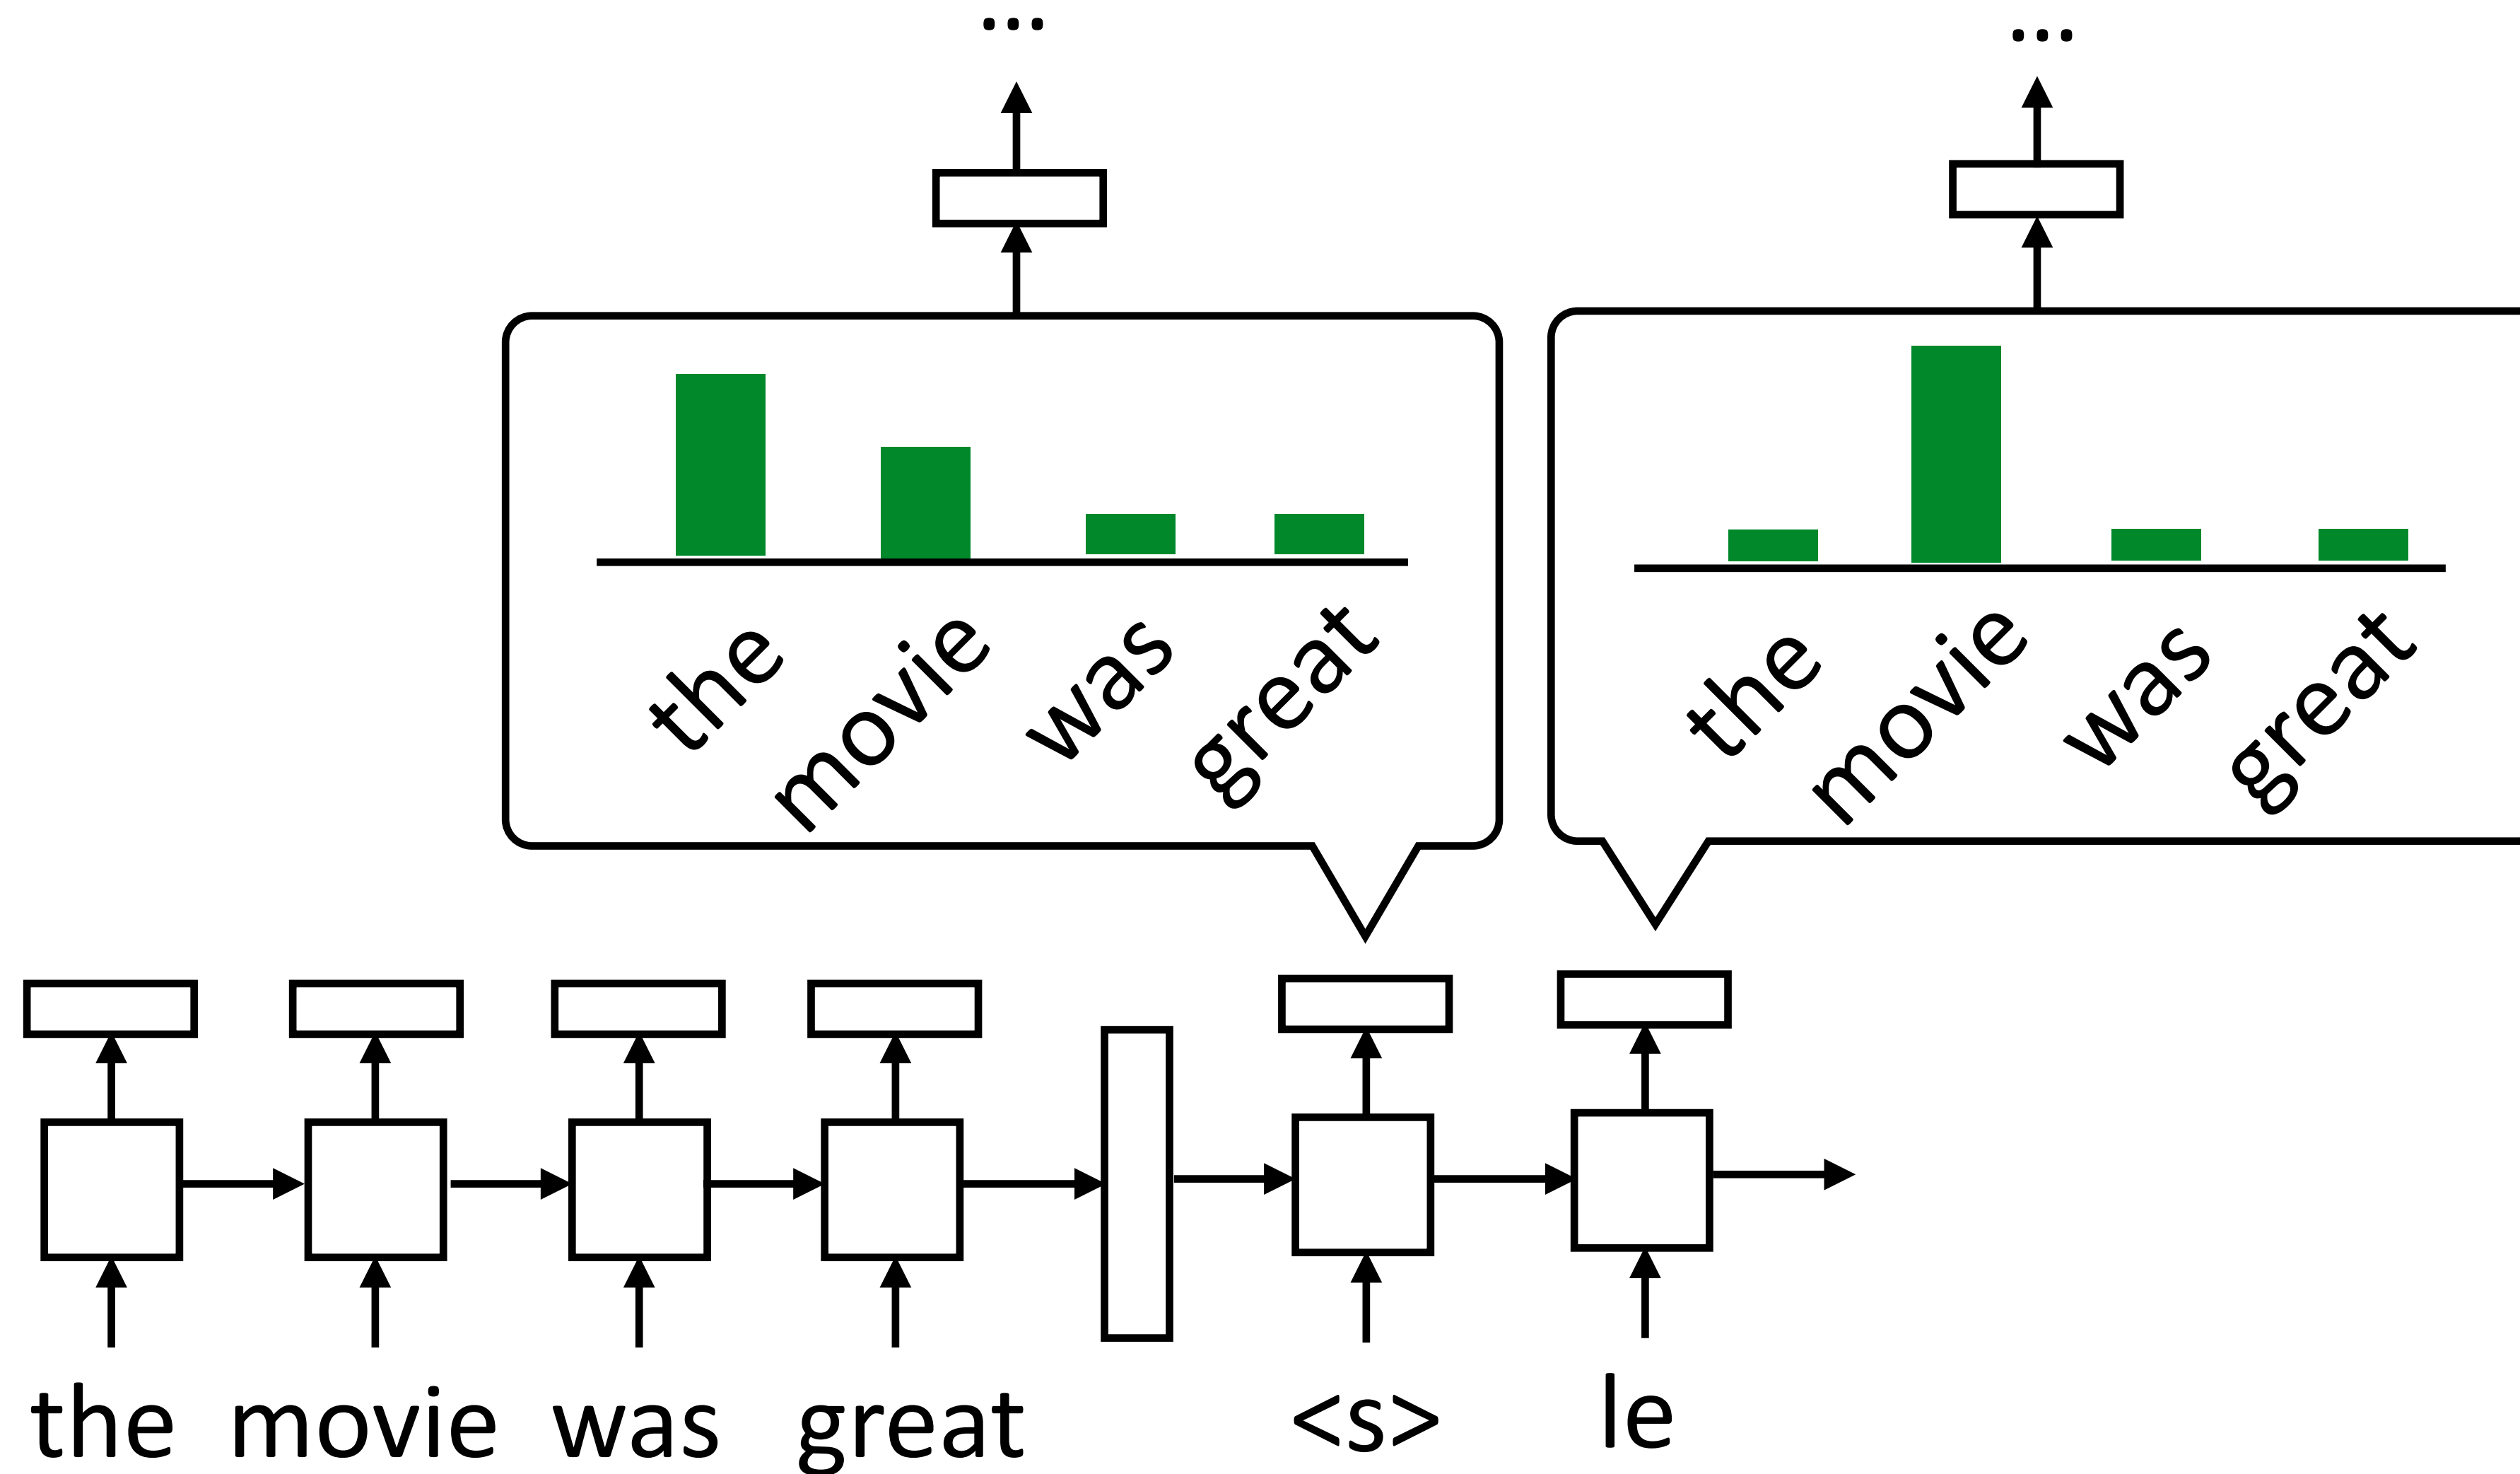 ...
...
the movie was great
the movie was great
the movie was great <s> le